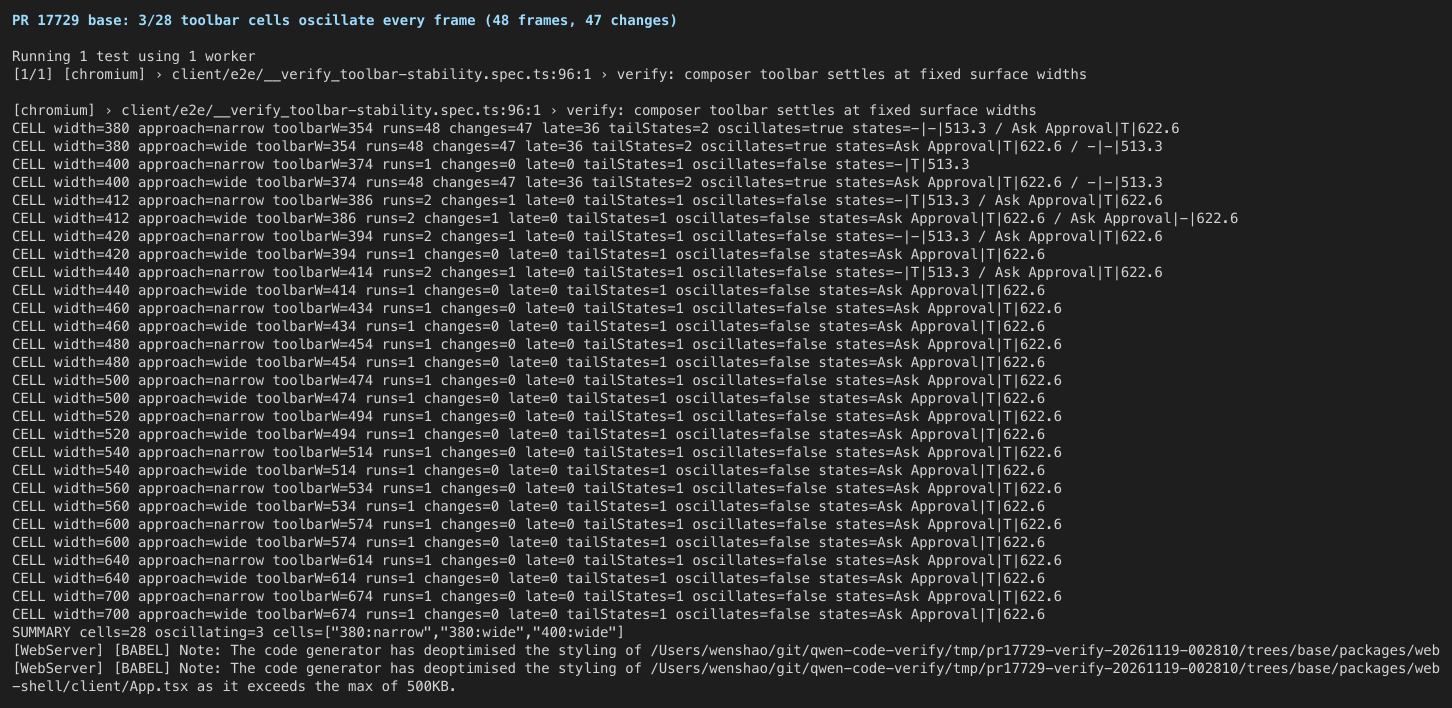 PR 17729 base: 3/28 toolbar cells oscillate every frame (48 frames, 47 changes)
Running 1 test using 1 worker
[1/1] [chromium] › client/e2e/__verify_toolbar-stability.spec.ts:96:1 › verify: composer toolbar settles at fixed surface widths
[chromium] › client/e2e/__verify_toolbar-stability.spec.ts:96:1 › verify: composer toolbar settles at fixed surface widths
CELL width=380 approach=narrow toolbarW=354 runs=48 changes=47 late=36 tailStates=2 oscillates=true states=-|-|513.3 / Ask Approval|T|622.6
CELL width=380 approach=wide toolbarW=354 runs=48 changes=47 late=36 tailStates=2 oscillates=true states=Ask Approval|T|622.6 / -|-|513.3
CELL width=400 approach=narrow toolbarW=374 runs=1 changes=0 late=0 tailStates=1 oscillates=false states=-|T|513.3
CELL width=400 approach=wide toolbarW=374 runs=48 changes=47 late=36 tailStates=2 oscillates=true states=Ask Approval|T|622.6 / -|-|513.3
CELL width=412 approach=narrow toolbarW=386 runs=2 changes=1 late=0 tailStates=1 oscillates=false states=-|T|513.3 / Ask Approval|T|622.6
CELL width=412 approach=wide toolbarW=386 runs=2 changes=1 late=0 tailStates=1 oscillates=false states=Ask Approval|T|622.6 / Ask Approval|-|622.6
CELL width=420 approach=narrow toolbarW=394 runs=2 changes=1 late=0 tailStates=1 oscillates=false states=-|-|513.3 / Ask Approval|T|622.6
CELL width=420 approach=wide toolbarW=394 runs=1 changes=0 late=0 tailStates=1 oscillates=false states=Ask Approval|T|622.6
CELL width=440 approach=narrow toolbarW=414 runs=2 changes=1 late=0 tailStates=1 oscillates=false states=-|T|513.3 / Ask Approval|T|622.6
CELL width=440 approach=wide toolbarW=414 runs=1 changes=0 late=0 tailStates=1 oscillates=false states=Ask Approval|T|622.6
CELL width=460 approach=narrow toolbarW=434 runs=1 changes=0 late=0 tailStates=1 oscillates=false states=Ask Approval|T|622.6
CELL width=460 approach=wide toolbarW=434 runs=1 changes=0 late=0 tailStates=1 oscillates=false states=Ask Approval|T|622.6
CELL width=480 approach=narrow toolbarW=454 runs=1 changes=0 late=0 tailStates=1 oscillates=false states=Ask Approval|T|622.6
CELL width=480 approach=wide toolbarW=454 runs=1 changes=0 late=0 tailStates=1 oscillates=false states=Ask Approval|T|622.6
CELL width=500 approach=narrow toolbarW=474 runs=1 changes=0 late=0 tailStates=1 oscillates=false states=Ask Approval|T|622.6
CELL width=500 approach=wide toolbarW=474 runs=1 changes=0 late=0 tailStates=1 oscillates=false states=Ask Approval|T|622.6
CELL width=520 approach=narrow toolbarW=494 runs=1 changes=0 late=0 tailStates=1 oscillates=false states=Ask Approval|T|622.6
CELL width=520 approach=wide toolbarW=494 runs=1 changes=0 late=0 tailStates=1 oscillates=false states=Ask Approval|T|622.6
CELL width=540 approach=narrow toolbarW=514 runs=1 changes=0 late=0 tailStates=1 oscillates=false states=Ask Approval|T|622.6
CELL width=540 approach=wide toolbarW=514 runs=1 changes=0 late=0 tailStates=1 oscillates=false states=Ask Approval|T|622.6
CELL width=560 approach=narrow toolbarW=534 runs=1 changes=0 late=0 tailStates=1 oscillates=false states=Ask Approval|T|622.6
CELL width=560 approach=wide toolbarW=534 runs=1 changes=0 late=0 tailStates=1 oscillates=false states=Ask Approval|T|622.6
CELL width=600 approach=narrow toolbarW=574 runs=1 changes=0 late=0 tailStates=1 oscillates=false states=Ask Approval|T|622.6
CELL width=600 approach=wide toolbarW=574 runs=1 changes=0 late=0 tailStates=1 oscillates=false states=Ask Approval|T|622.6
CELL width=640 approach=narrow toolbarW=614 runs=1 changes=0 late=0 tailStates=1 oscillates=false states=Ask Approval|T|622.6
CELL width=640 approach=wide toolbarW=614 runs=1 changes=0 late=0 tailStates=1 oscillates=false states=Ask Approval|T|622.6
CELL width=700 approach=narrow toolbarW=674 runs=1 changes=0 late=0 tailStates=1 oscillates=false states=Ask Approval|T|622.6
CELL width=700 approach=wide toolbarW=674 runs=1 changes=0 late=0 tailStates=1 oscillates=false states=Ask Approval|T|622.6
SUMMARY cells=28 oscillating=3 cells=["380:narrow","380:wide","400:wide"]
[WebServer] [BABEL] Note: The code generator has deoptimised the styling of /Users/wenshao/git/qwen-code-verify/tmp/pr17729-verify-20261119-002810/trees/base/packages/web
[WebServer] [BABEL] Note: The code generator has deoptimised the styling of /Users/wenshao/git/qwen-code-verify/tmp/pr17729-verify-20261119-002810/trees/base/packages/web
-shell/client/App.tsx as it exceeds the max of 500KB.